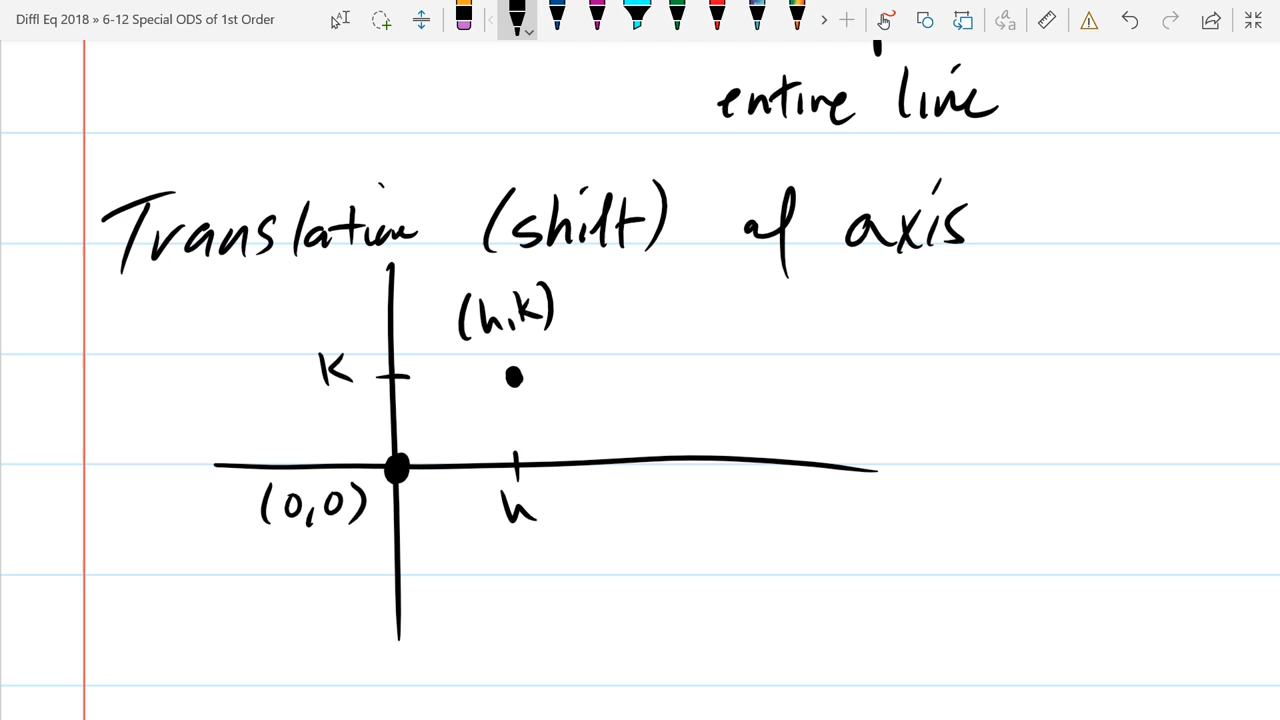 Diffl Eq 2018 » 6-12 Special ODS of 1st Order
entire line
Translation (shift) of axis
(h,k)
K
(0,0)
h